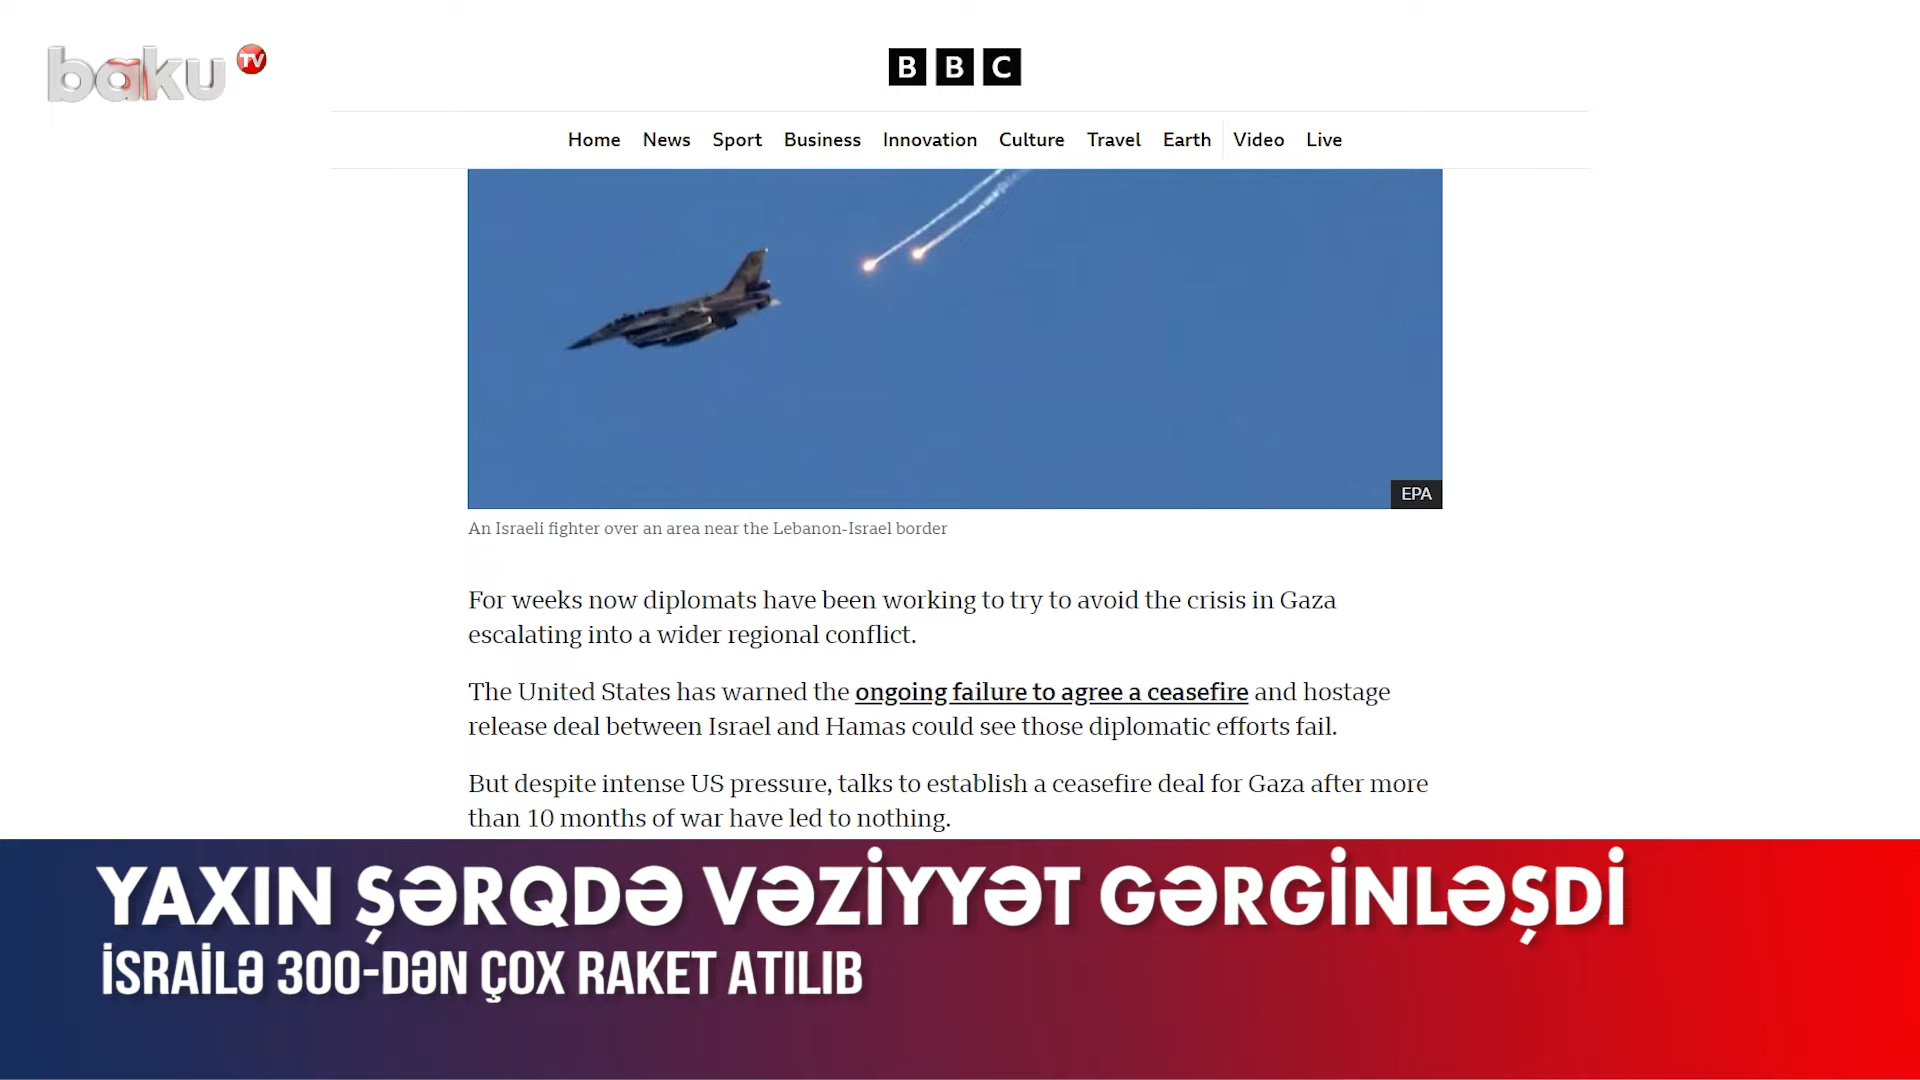 baku TV
BBC
Home News Sport Business Innovation Culture Travel Earth Video Live
EPA
An Israeli fighter over an area near the Lebanon-Israel border
For weeks now diplomats have been working to try to avoid the crisis in Gaza
escalating into a wider regional conflict.
The United States has warned the ongoing failure to agree a ceasefire and hostage
release deal between Israel and Hamas could see those diplomatic efforts fail.
But despite intense US pressure, talks to establish a ceasefire deal for Gaza after more
than 10 months of war have led to nothing.
YAXIN ŞƏRQDƏ VƏZİYYƏT GƏRGİNLƏŞDİ
İSRAİLƏ 300-DƏN ÇOX RAKET ATILIB